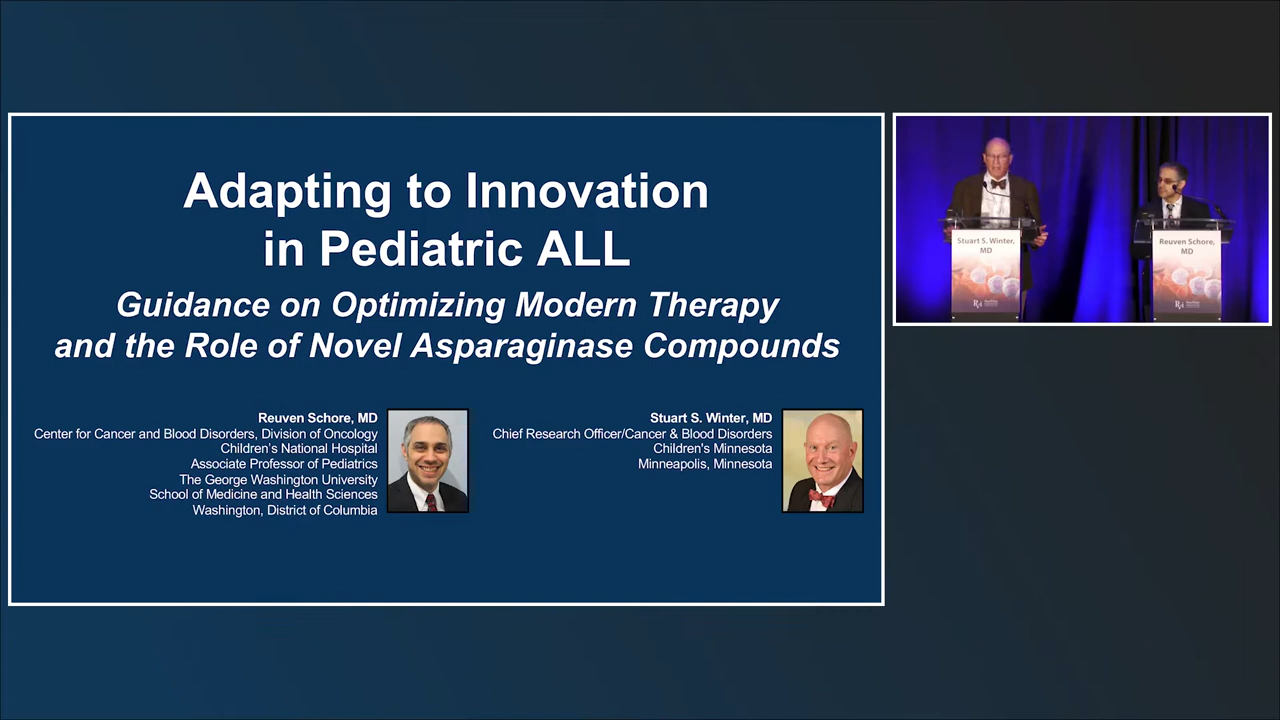 Adapting to Innovation
in Pediatric ALL
Guidance on Optimizing Modern Therapy
and the Role of Novel Asparaginase Compounds
Reuven Schore, MD
Center for Cancer and Blood Disorders, Division of Oncology
Children's National Hospital
Associate Professor of Pediatrics
The George Washington University
School of Medicine and Health Sciences
Washington, District of Columbia
Stuart S. Winter, MD
Chief Research Officer/Cancer & Blood Disorders
Children's Minnesota
Minneapolis, Minnesota
Stuart S. Winter,
MD
Reuven Schore,
MD